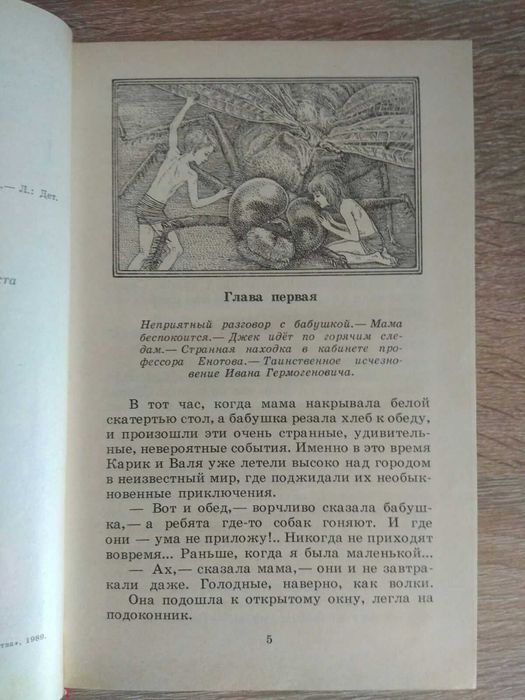 .— Л.: Дет.
ста
тва», 1989.
Глава первая
Неприятный разговор с бабушкой.— Мама
беспокоится.— Джек идёт по горячим сле-
дам.— Странная находка в кабинете про-
фессора Енотова.— Таинственное исчезно-
вение Ивана Гермогеновича.
В тот час, когда мама накрывала белой
скатертью стол, а бабушка резала хлеб к обеду,
и произошли эти очень странные, удивитель-
ные, невероятные события. Именно в это время
Карик и Валя уже летели высоко над городом
в неизвестный мир, где поджидали их необык-
новенные приключения.
— Вот и обед,— ворчливо сказала бабуш-
ка,— а ребята где-то собак гоняют. И где
они — ума не приложу!.. Никогда не приходят
вовремя... Раньше, когда я была маленькой...
— Ах,— сказала мама,— они и не завтра-
кали даже. Голодные, наверно, как волки.
Она подошла к открытому окну, легла на
подоконник.
5